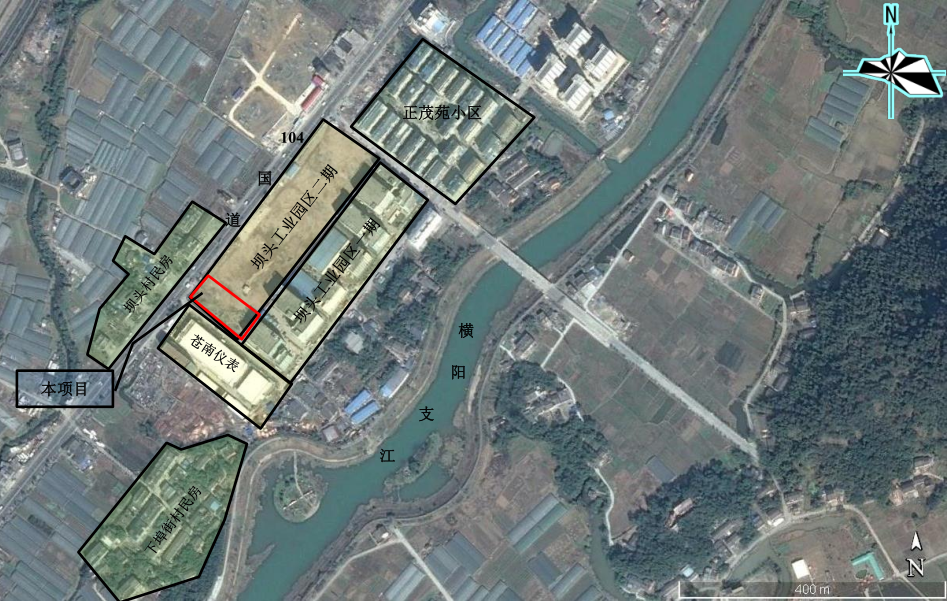 N
正茂苑小区
104
国
道
坝头工业园区二期
坝头工业园区一期
坝头村民房
苍南仪表
本项目
横
阳
支
江
下埠街村民房
N
400 m